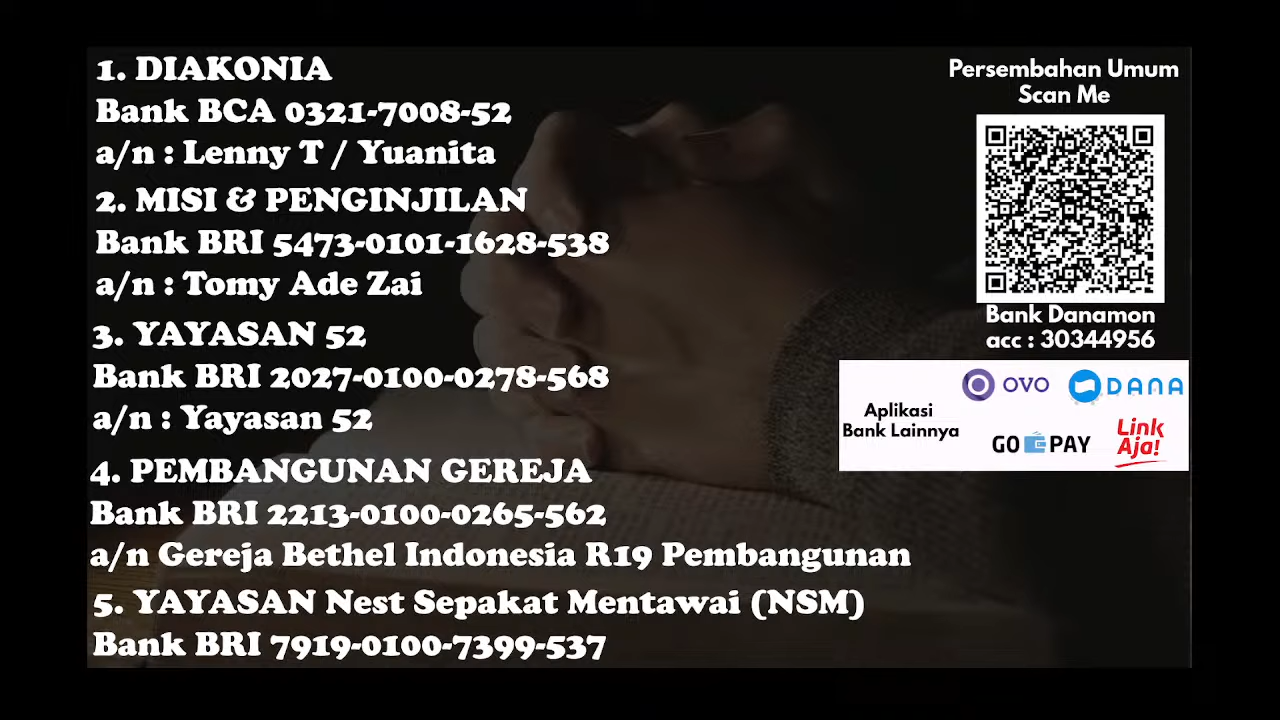 1. DIAKONIA
Bank BCA 0321-7008-52
a/n : Lenny T / Yuanita
2. MISI & PENGINJILAN
Bank BRI 5473-0101-1628-538
a/n : Tomy Ade Zai
3. YAYASAN 52
Bank BRI 2027-0100-0278-568
a/n : Yayasan 52
4. PEMBANGUNAN GEREJA
Bank BRI 2213-0100-0265-562
a/n Gereja Bethel Indonesia R19 Pembangunan
5. YAYASAN Nest Sepakat Mentawai (NSM)
Bank BRI 7919-0100-7399-537
Persembahan Umum
Scan Me
Bank Danamon
acc : 30344956
Aplikasi
Bank Lainnya
OVO
DANA
GO PAY
Link
Aja!